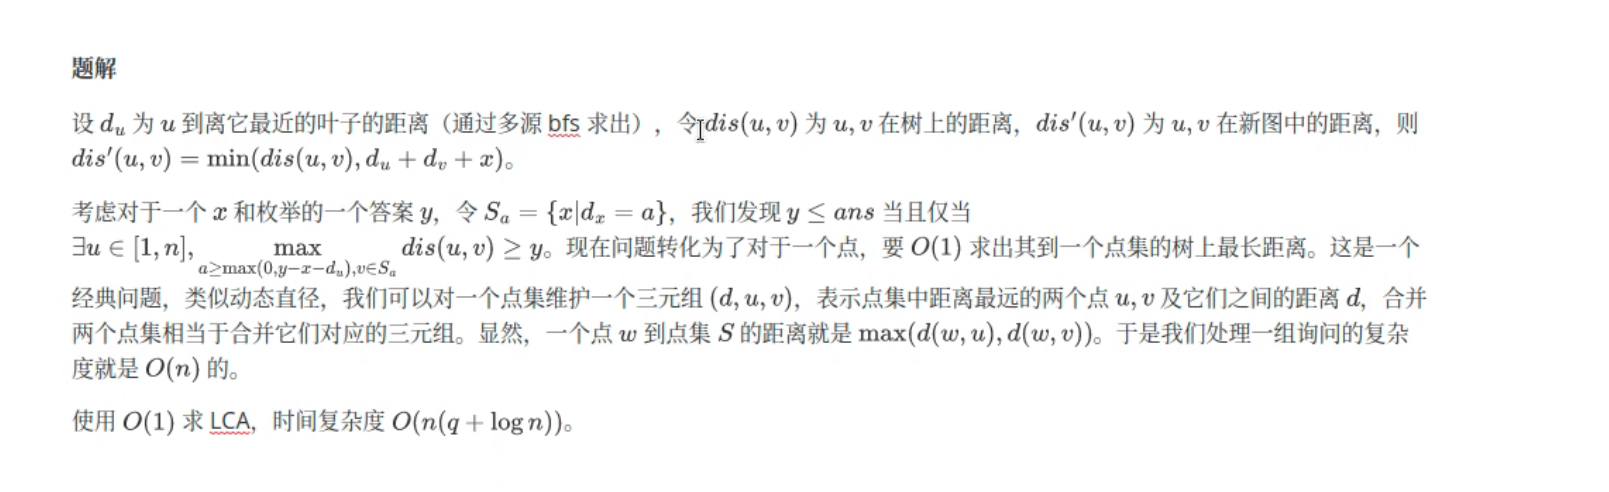 题解
设 d_u 为 u 到离它最近的叶子的距离（通过多源 bfs 求出），令 dis(u, v) 为 u, v 在树上的距离，dis′(u, v) 为 u, v 在新图中的距离，则
dis′(u, v) = min(dis(u, v), d_u + d_v + x)。
考虑对于一个 x 和枚举的一个答案 y，令 S_a = {x|d_x = a}，我们发现 y ≤ ans 当且仅当
∃u ∈ [1, n], max_{a≥max(0,y−x−d_u),v∈S_a} dis(u, v) ≥ y。现在问题转化为了对于一个点，要 O(1) 求出其到一个点集的树上最长距离。这是一个
经典问题，类似动态直径，我们可以对一个点集维护一个三元组 (d, u, v)，表示点集中距离最远的两个点 u, v 及它们之间的距离 d，合并
两个点集相当于合并它们对应的三元组。显然，一个点 w 到点集 S 的距离就是 max(d(w, u), d(w, v))。于是我们处理一组询问的复杂
度就是 O(n) 的。
使用 O(1) 求 LCA，时间复杂度 O(n(q + log n))。